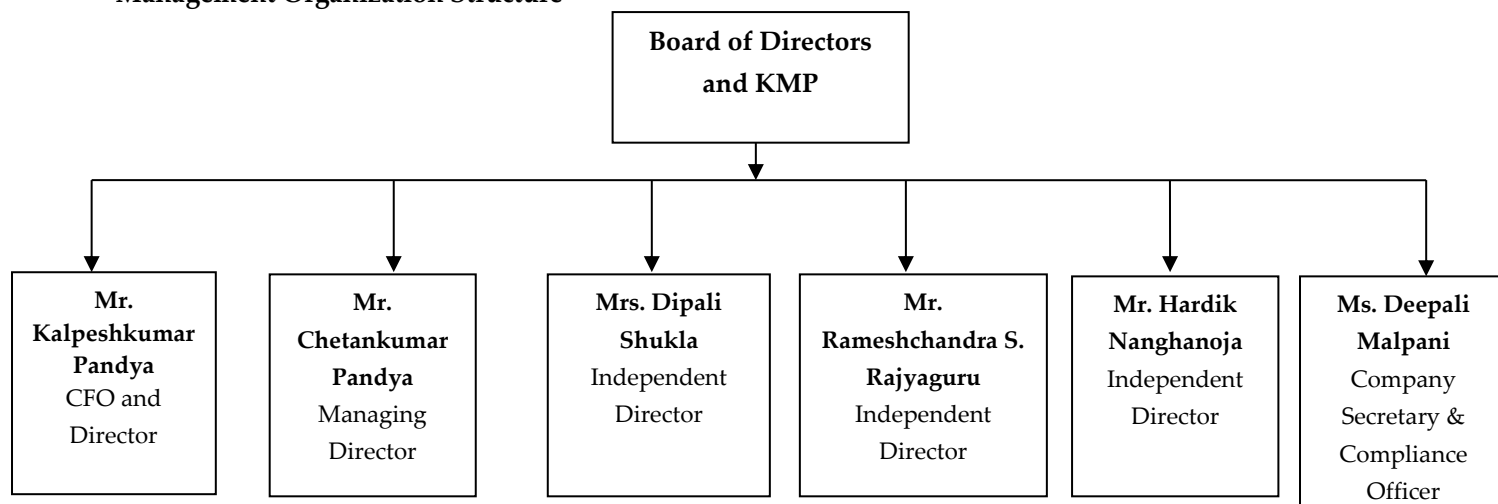 Management Organization Structure
Board of Directors
and KMP
Mr.
Kalpeshkumar
Pandya
CFO and
Director
Mr.
Chetankumar
Pandya
Managing
Director
Mrs. Dipali
Shukla
Independent
Director
Mr.
Rameshchandra S.
Rajyaguru
Independent
Director
Mr. Hardik
Nanghanoja
Independent
Director
Ms. Deepali
Malpani
Company
Secretary &
Compliance
Officer